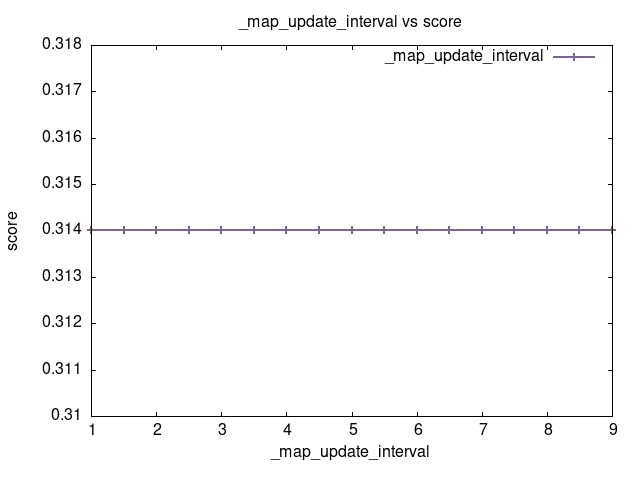 _map_update_interval vs score
0.318
_map_update_interval
0.317
0.316
0.315
0.314
0.313
0.312
0.311
0.31
score
1 2 3 4 5 6 7 8 9
_map_update_interval